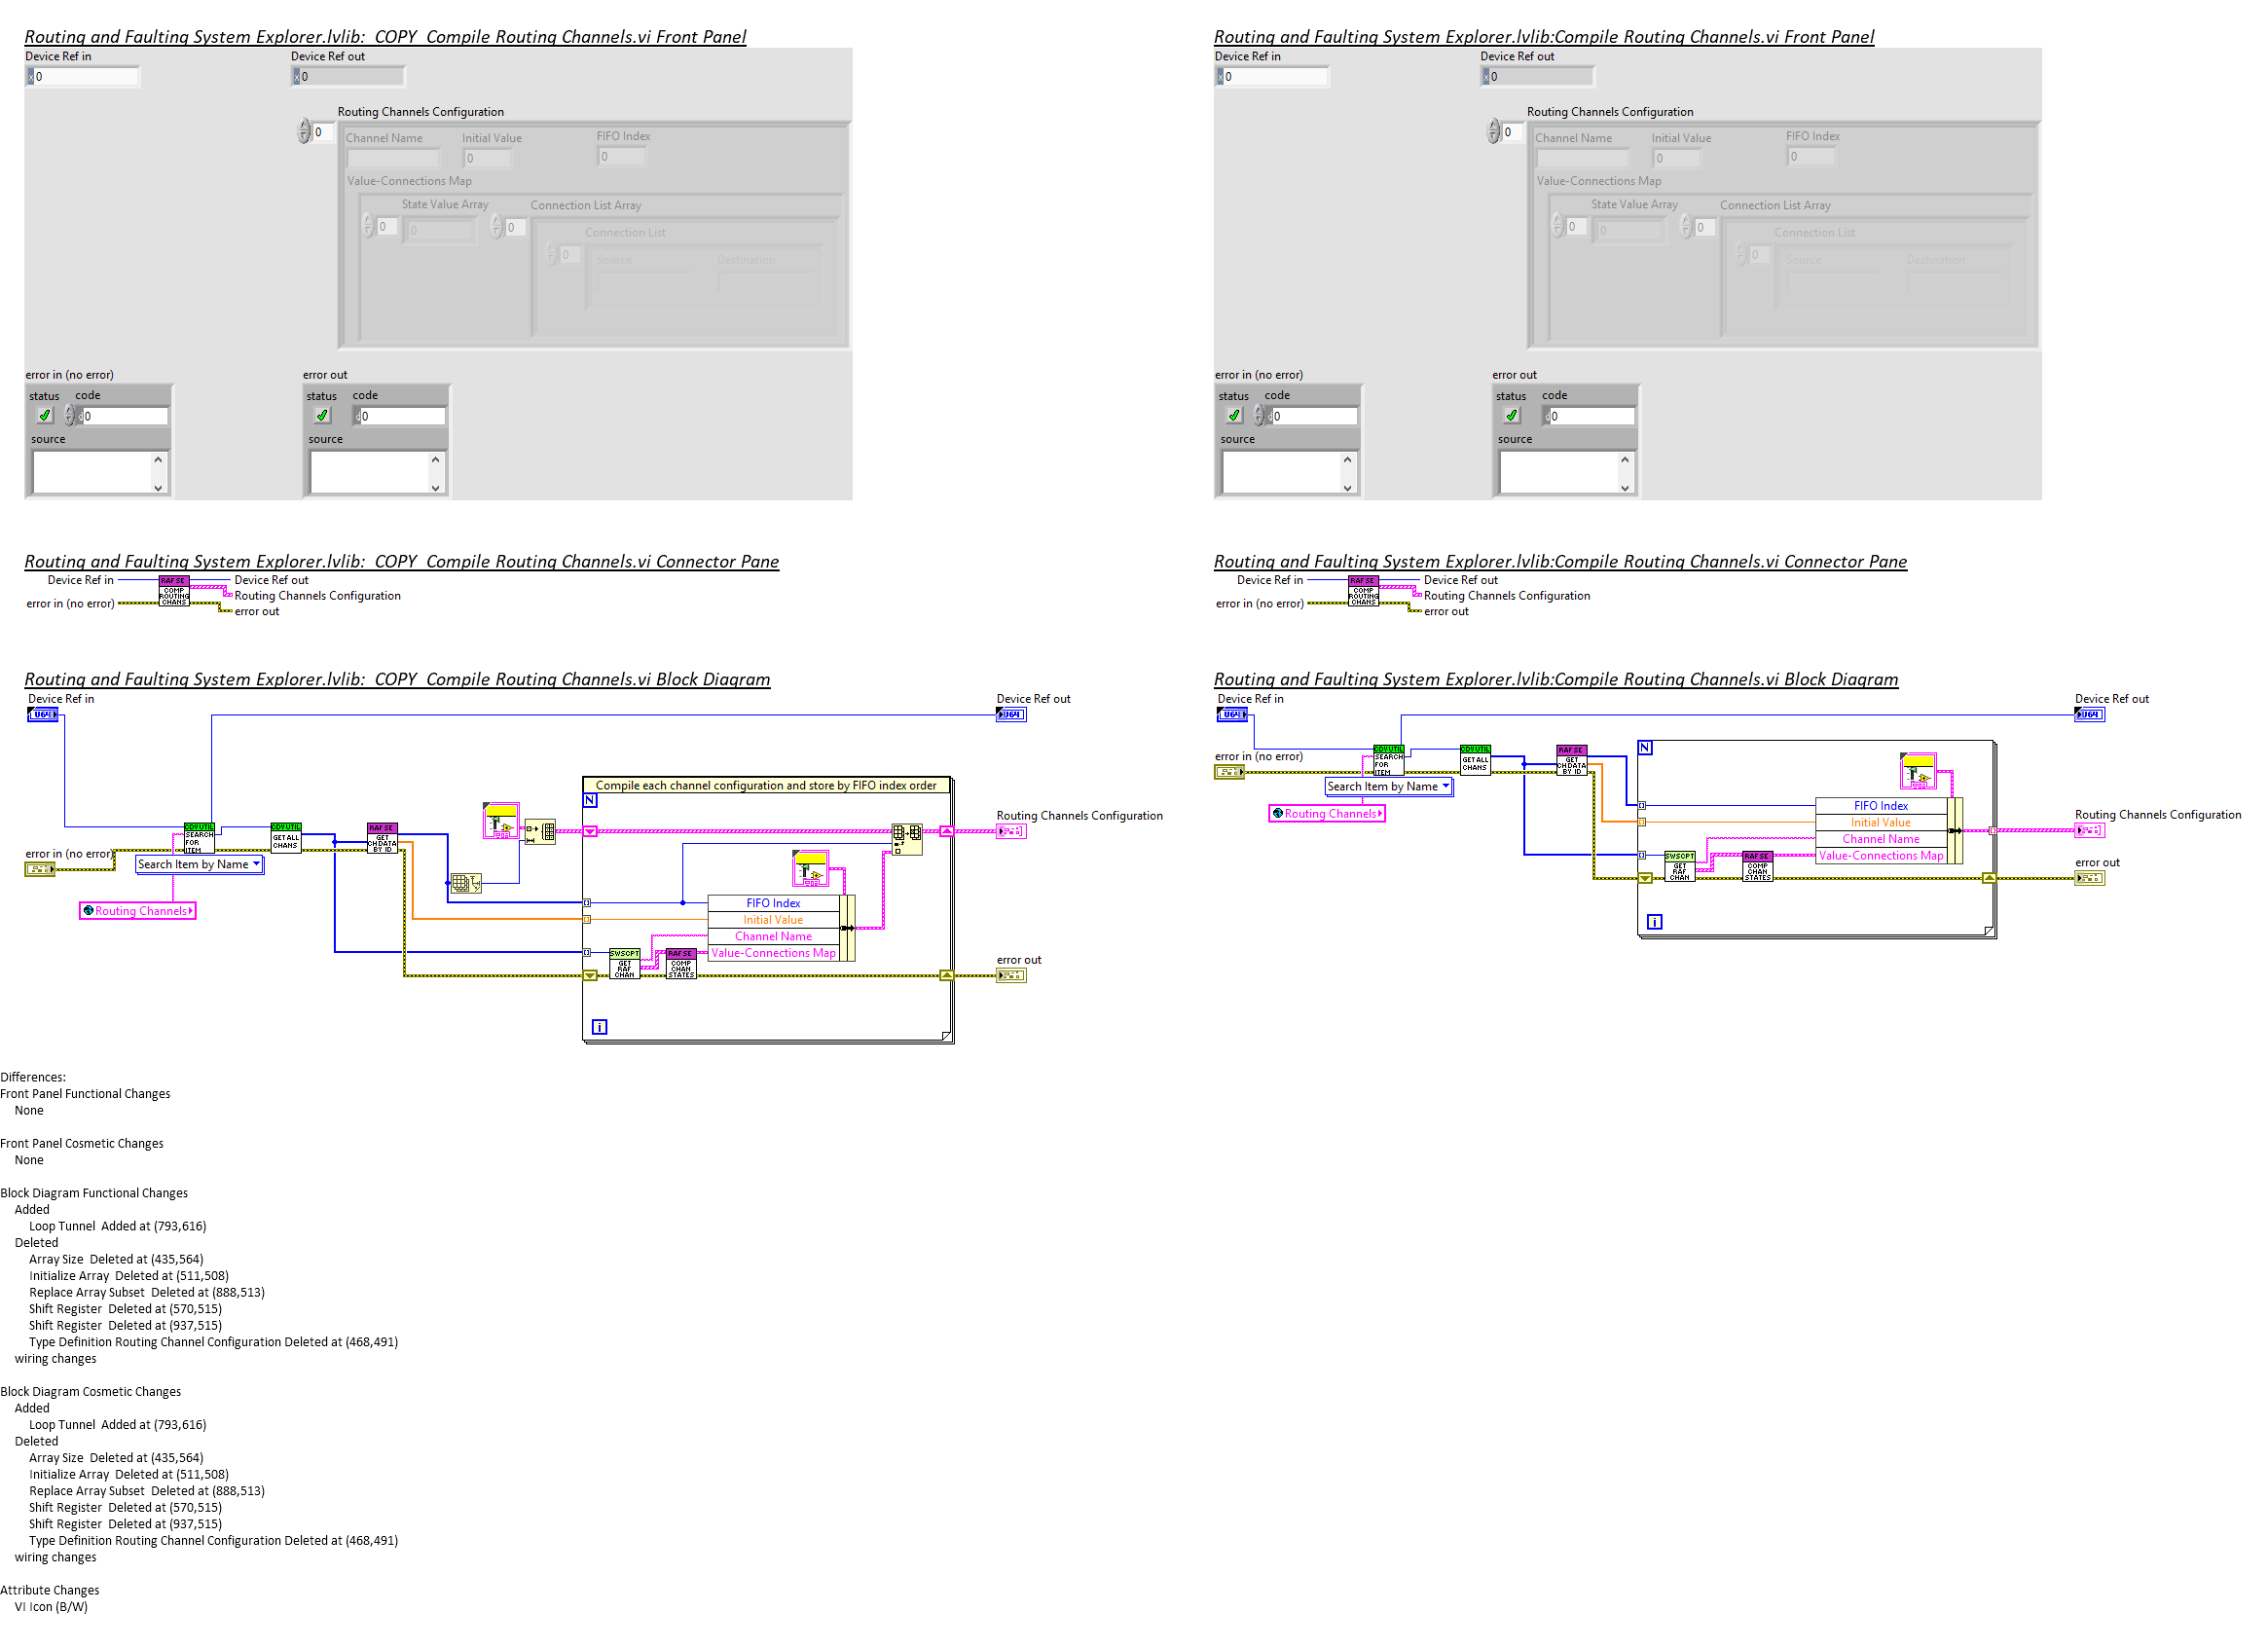 Routing and Faulting System Explorer.lvlib:  COPY  Compile Routing Channels.vi Front Panel
Device Ref in
Device Ref out
x 0
x 0
Routing Channels Configuration
0
Channel Name
Initial Value
FIFO Index
0
0
Value-Connections Map
State Value Array
Connection List Array
0
0
0
Connection List
0
Source
Destination
error in (no error)
error out
status
code
status
code
d0
d0
source
source
Routing and Faulting System Explorer.lvlib:Compile Routing Channels.vi Front Panel
Device Ref in
Device Ref out
x 0
x 0
Routing Channels Configuration
0
Channel Name
Initial Value
FIFO Index
0
0
Value-Connections Map
State Value Array
Connection List Array
0
0
0
Connection List
0
Source
Destination
error in (no error)
error out
status
code
status
code
d0
d0
source
source
Routing and Faulting System Explorer.lvlib:  COPY  Compile Routing Channels.vi Connector Pane
Device Ref in
RAF SE
COMP
ROUTING
CHANS
Device Ref out
Routing Channels Configuration
error in (no error)
error out
Routing and Faulting System Explorer.lvlib:Compile Routing Channels.vi Connector Pane
Device Ref in
RAF SE
COMP
ROUTING
CHANS
Device Ref out
Routing Channels Configuration
error in (no error)
error out
Routing and Faulting System Explorer.lvlib:  COPY  Compile Routing Channels.vi Block Diagram
Device Ref in
U64
Device Ref out
U64
Compile each channel configuration and store by FIFO index order
N
Routing Channels Configuration
CDV UTIL
SEARCH
FOR
ITEM
CDV UTIL
GET ALL
CHANS
RAF SE
GET
CHDATA
BY ID
error in (no error)
Search Item by Name
Routing Channels
FIFO Index
Initial Value
Channel Name
Value-Connections Map
SWSCPT
GET
RAF
CHAN
RAF SE
COMP
CHAN
STATES
error out
i
Routing and Faulting System Explorer.lvlib:Compile Routing Channels.vi Block Diagram
Device Ref in
U64
Device Ref out
U64
error in (no error)
CDV UTIL
SEARCH
FOR
ITEM
CDV UTIL
GET ALL
CHANS
RAF SE
GET
CHDATA
BY ID
N
Search Item by Name
Routing Channels
FIFO Index
Initial Value
Channel Name
Value-Connections Map
Routing Channels Configuration
SWSCPT
GET
RAF
CHAN
RAF SE
COMP
CHAN
STATES
error out
i
Differences:
Front Panel Functional Changes
None
Front Panel Cosmetic Changes
None
Block Diagram Functional Changes
Added
Loop Tunnel  Added at (793,616)
Deleted
Array Size  Deleted at (435,564)
Initialize Array  Deleted at (511,508)
Replace Array Subset  Deleted at (888,513)
Shift Register  Deleted at (570,515)
Shift Register  Deleted at (937,515)
Type Definition Routing Channel Configuration Deleted at (468,491)
wiring changes
Block Diagram Cosmetic Changes
Added
Loop Tunnel  Added at (793,616)
Deleted
Array Size  Deleted at (435,564)
Initialize Array  Deleted at (511,508)
Replace Array Subset  Deleted at (888,513)
Shift Register  Deleted at (570,515)
Shift Register  Deleted at (937,515)
Type Definition Routing Channel Configuration Deleted at (468,491)
wiring changes
Attribute Changes
VI Icon (B/W)